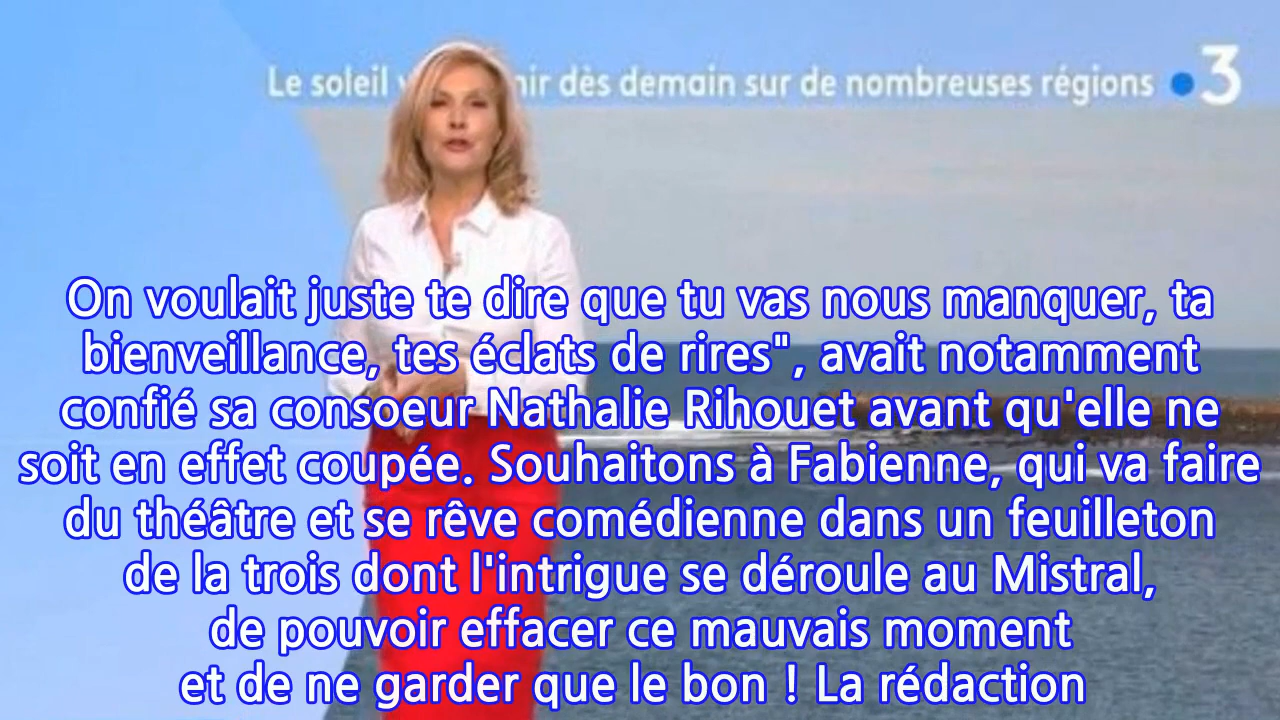 Le soleil v nir dès demain sur de nombreuses régions 3
On voulait juste te dire que tu vas nous manquer, ta
bienveillance, tes éclats de rires", avait notamment
confié sa consoeur Nathalie Rihouet avant qu'elle ne
soit en effet coupée. Souhaitons à Fabienne, qui va faire
du théâtre et se rêve comédienne dans un feuilleton
de la trois dont l'intrigue se déroule au Mistral,
de pouvoir effacer ce mauvais moment
et de ne garder que le bon ! La rédaction